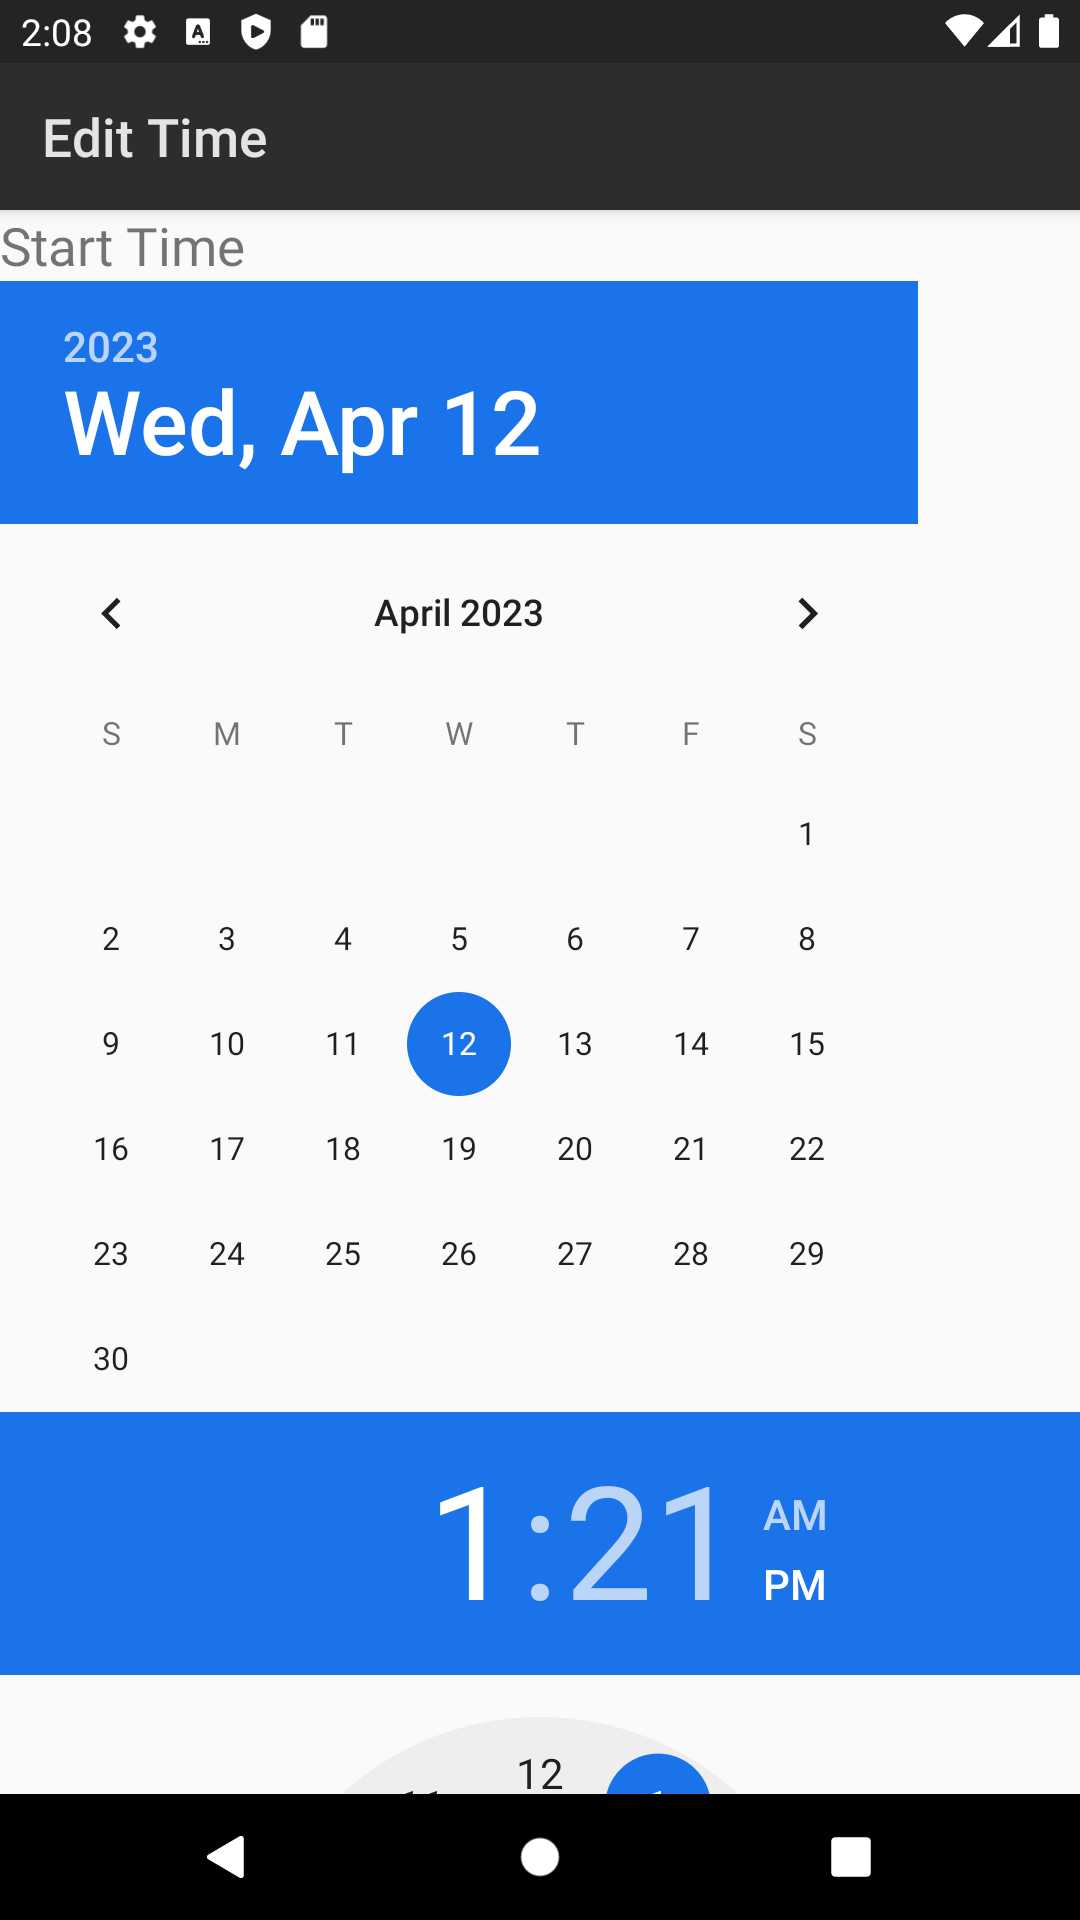 2:08
Edit Time
Start Time
2023
Wed, Apr 12
April 2023
S M T W T F S
1
2 3 4 5 6 7 8
9 10 11 12 13 14 15
16 17 18 19 20 21 22
23 24 25 26 27 28 29
30
1:21 AM
PM
12